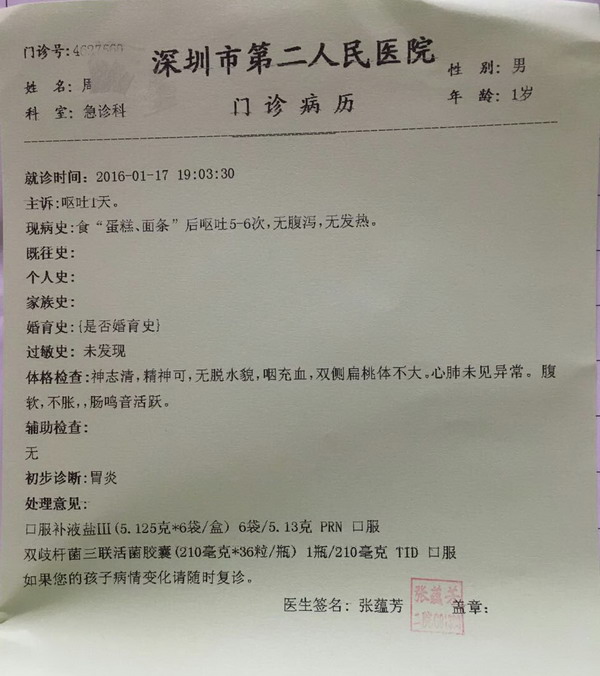 深圳市第二人民医院
门诊病历
门诊号:
姓 名:周
科 室:急诊科
性 别:男
年 龄:1岁
就诊时间: 2016-01-17 19:03:30
主诉:呕吐1天。
现病史:食“蛋糕、面条”后呕吐5-6次,无腹泻,无发热。
既往史:
个人史:
家族史:
婚育史:{是否婚育史}
过敏史: 未发现
体格检查:神志清,精神可,无脱水貌,咽充血,双侧扁桃体不大。心肺未见异常。 腹
软,不胀,,肠鸣音活跃。
辅助检查:
无
初步诊断:胃炎
处理意见:
口服补液盐III(5.125克*6袋/盒) 6袋/5.13克 PRN 口服
双歧杆菌三联活菌胶囊(210毫克*36粒/瓶) 1瓶/210毫克 TID 口服
如果您的孩子病情变化请随时复诊。
医生签名: 张蕴芳 盖章:
张蕴芳